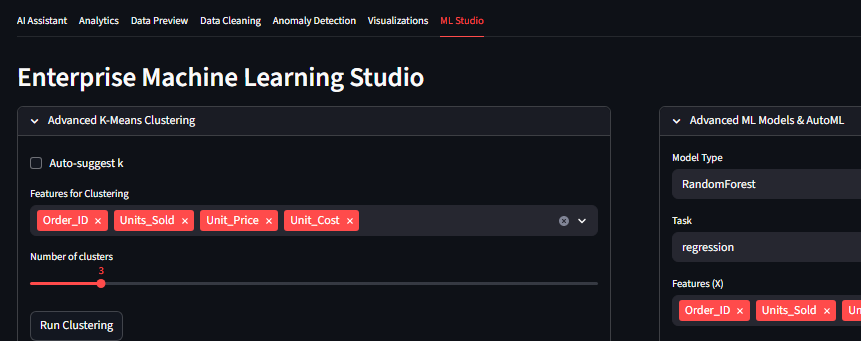 AI Assistant Analytics Data Preview Data Cleaning Anomaly Detection Visualizations ML Studio
Enterprise Machine Learning Studio
Advanced K-Means Clustering
Auto-suggest k
Features for Clustering
Order_ID × Units_Sold × Unit_Price × Unit_Cost ×
Number of clusters
3
Run Clustering
Advanced ML Models & AutoML
Model Type
RandomForest
Task
regression
Features (X)
Order_ID × Units_Sold × Un